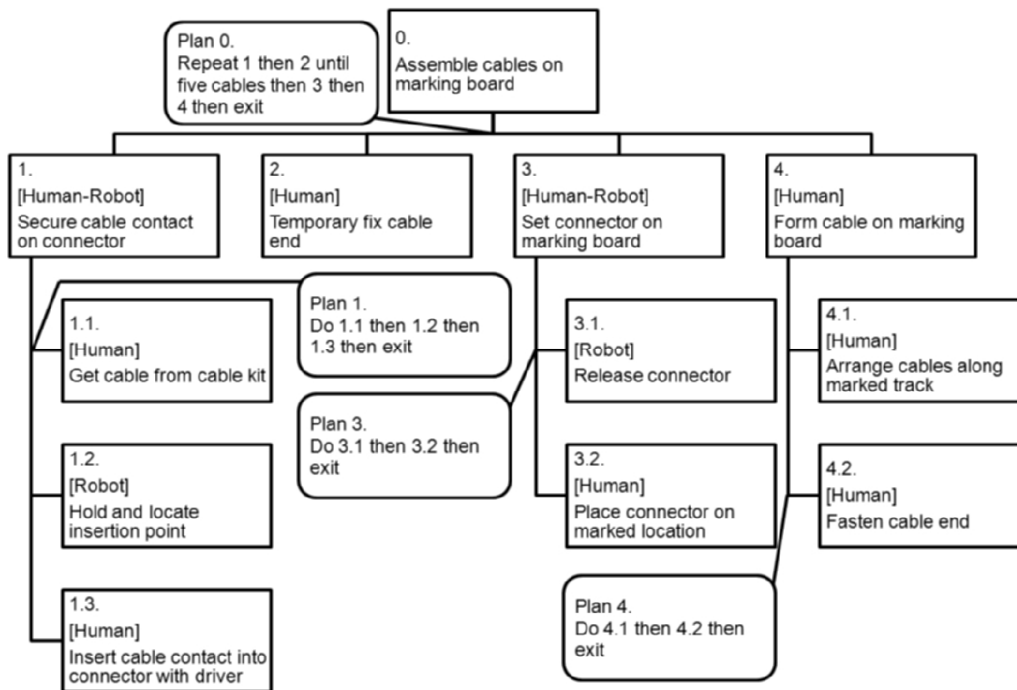 Plan 0.
Repeat 1 then 2 until
five cables then 3 then
4 then exit
0.
Assemble cables on
marking board
1.
[Human-Robot]
Secure cable contact
on connector
2.
[Human]
Temporary fix cable
end
3.
[Human-Robot]
Set connector on
marking board
4.
[Human]
Form cable on marking
board
1.1.
[Human]
Get cable from cable kit
Plan 1.
Do 1.1 then 1.2 then
1.3 then exit
3.1.
[Robot]
Release connector
4.1.
[Human]
Arrange cables along
marked track
Plan 3.
Do 3.1 then 3.2 then
exit
1.2.
[Robot]
Hold and locate
insertion point
3.2.
[Human]
Place connector on
marked location
4.2.
[Human]
Fasten cable end
1.3.
[Human]
Insert cable contact into
connector with driver
Plan 4.
Do 4.1 then 4.2 then
exit